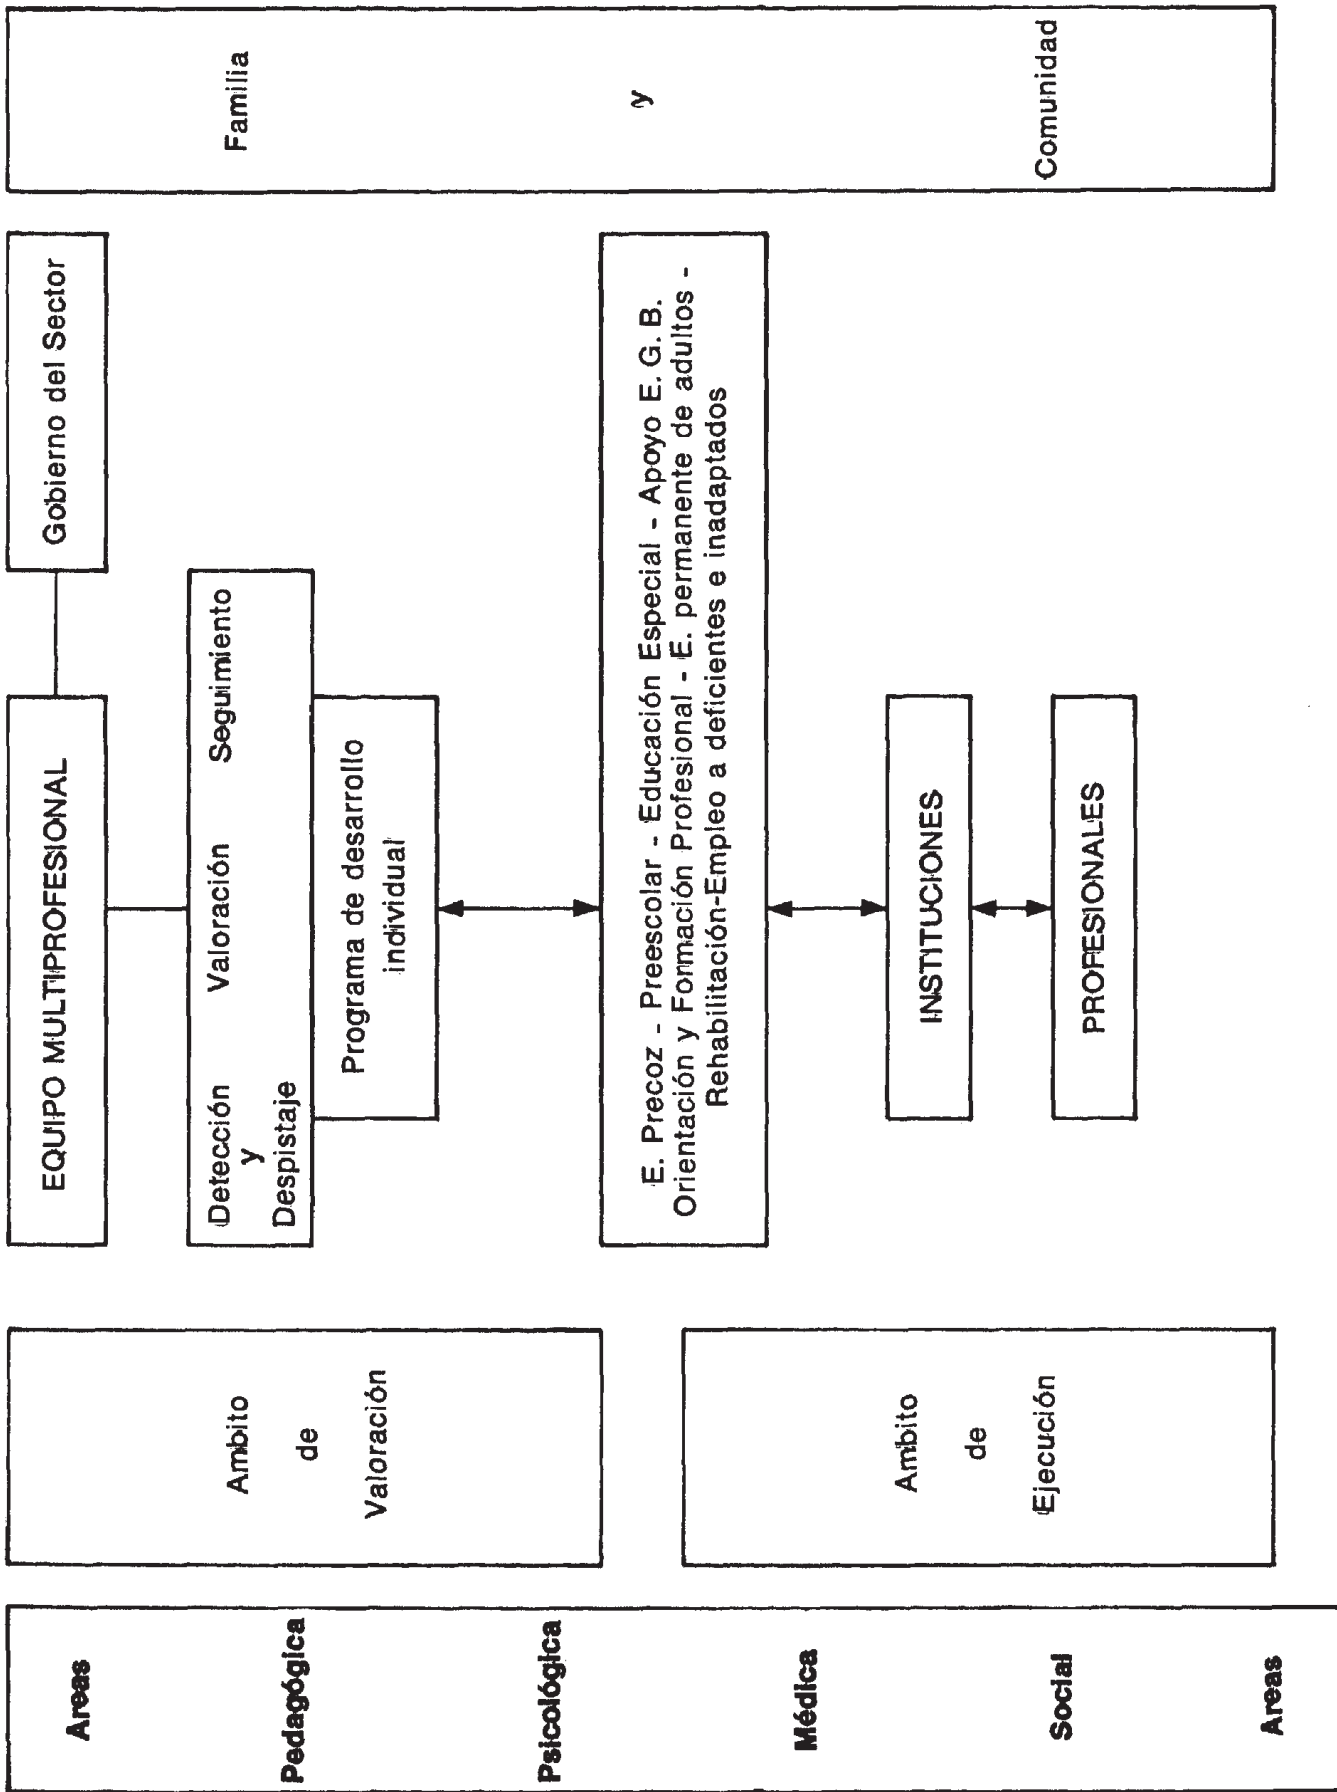 Areas
Pedagógica
Psicológica
Médica
Social
Areas
Ambito
de
Valoración
Ambito
de
Ejecución
EQUIPO MULTIPROFESIONAL
Gobierno del Sector
Detección
y
Despistaje
Valoración
Seguimiento
Programa de desarrollo
individual
E. Precoz - Preescolar - Educación Especial - Apoyo E. G. B.
Orientación y Formación Profesional - E. permanente de adultos -
Rehabilitación-Empleo a deficientes e inadaptados
INSTITUCIONES
PROFESIONALES
Familia
y
Comunidad